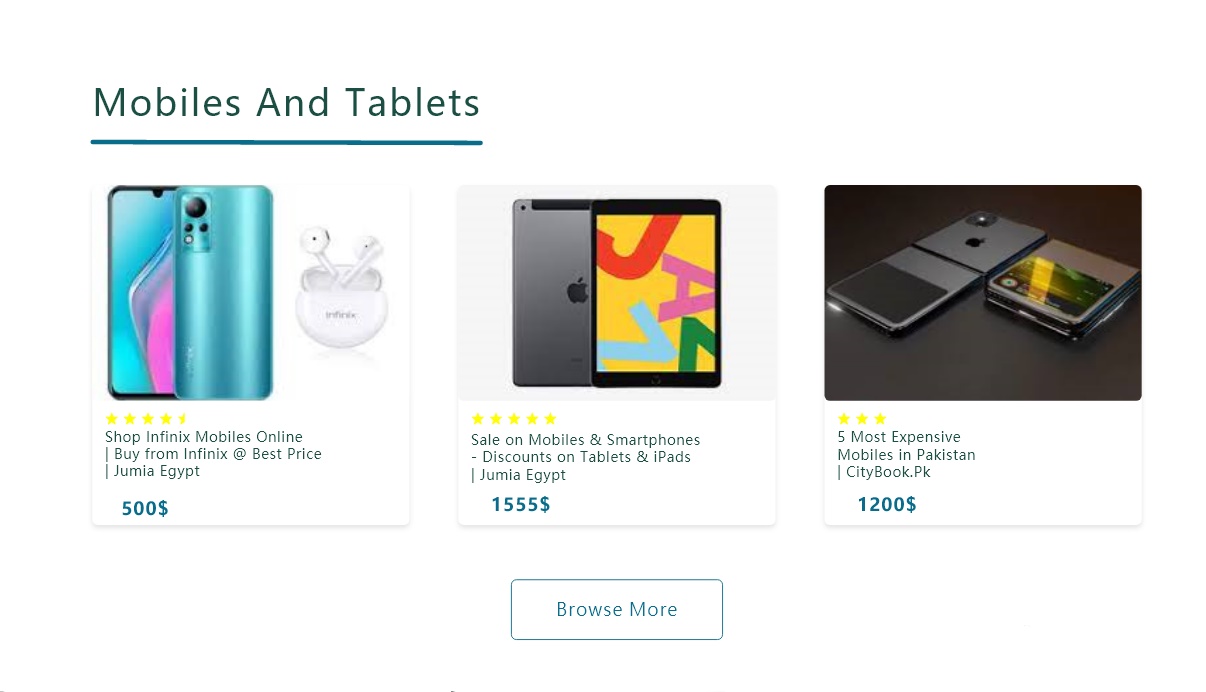 Mobiles And Tablets
Infinix
Shop Infinix Mobiles Online
| Buy from Infinix @ Best Price
| Jumia Egypt
500$
Sale on Mobiles & Smartphones
- Discounts on Tablets & iPads
| Jumia Egypt
1555$
5 Most Expensive
Mobiles in Pakistan
| CityBook.Pk
1200$
Browse More